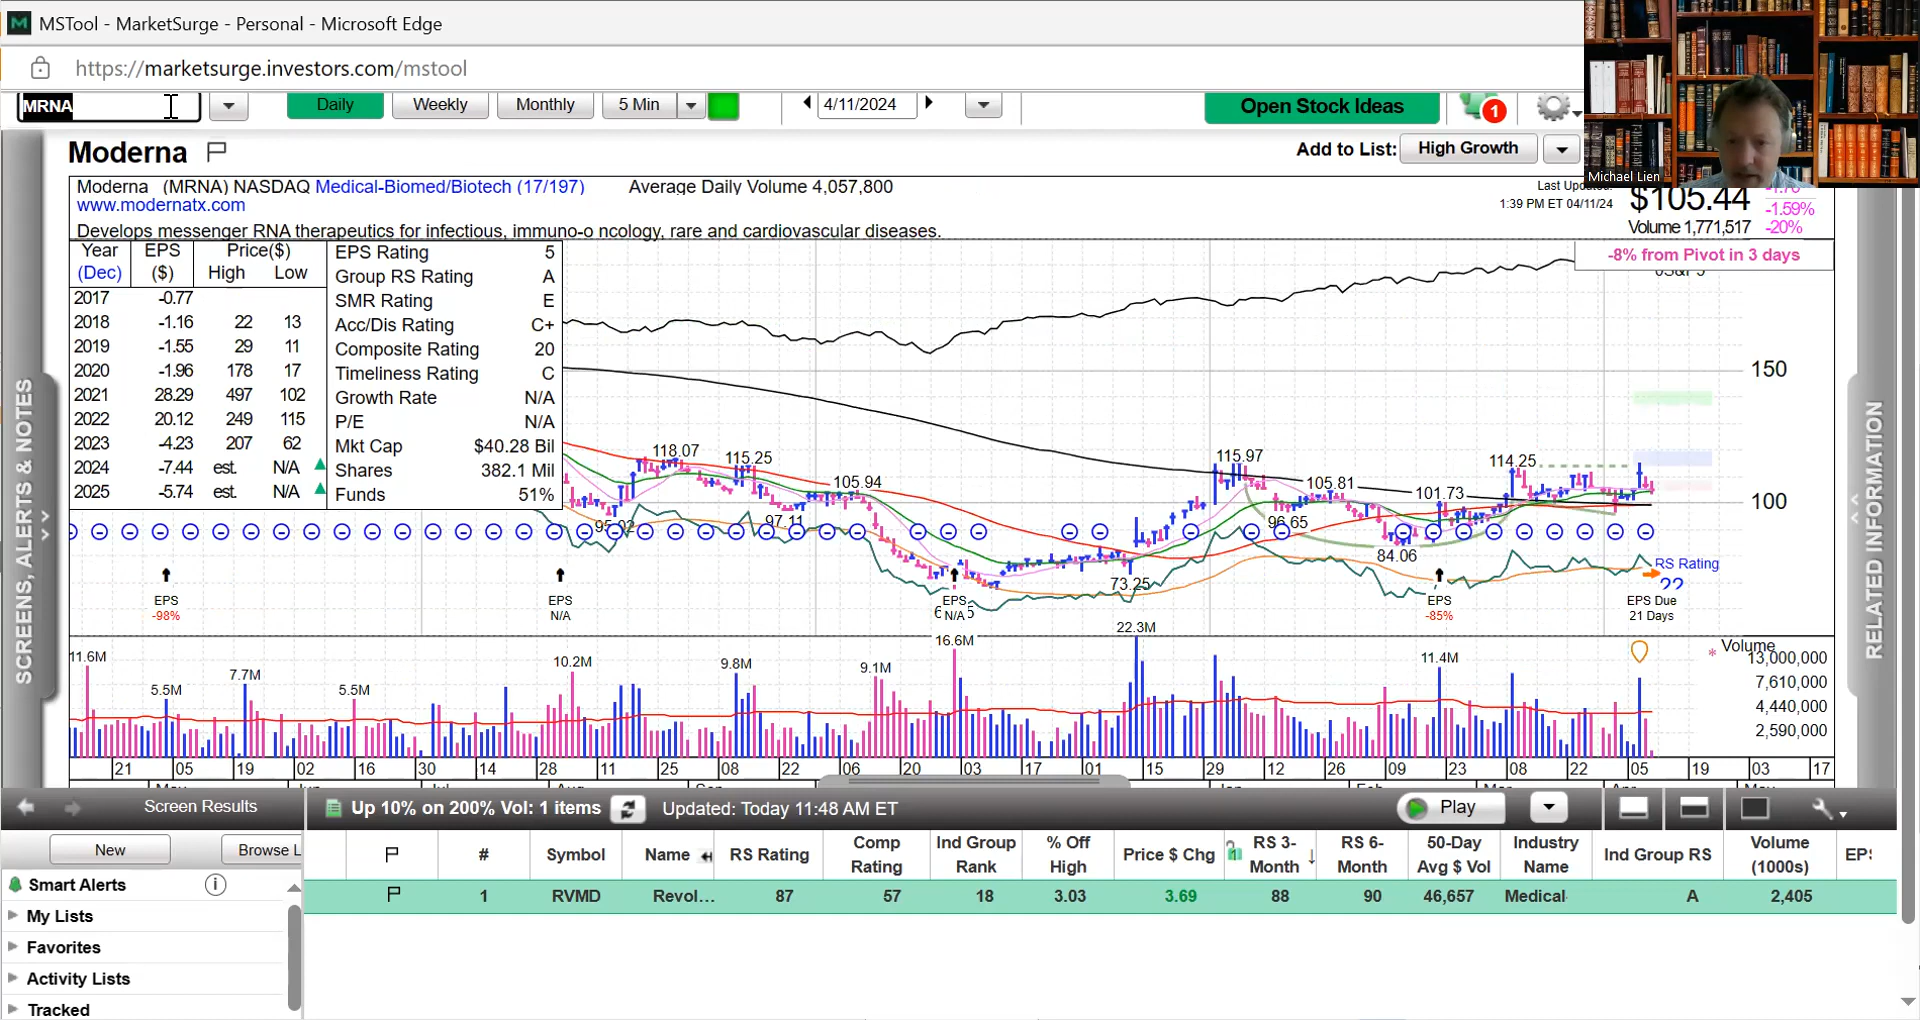 MSTool - MarketSurge - Personal - Microsoft Edge
https://marketsurge.investors.com/mstool
MRNA Daily Weekly Monthly 5 Min 4/11/2024 Open Stock Ideas 1
Michael Lien
Moderna Add to List: High Growth
Moderna (MRNA) NASDAQ Medical-Biomed/Biotech (17/197) Average Daily Volume 4,057,800
www.modernatx.com
Develops messenger RNA therapeutics for infectious, immuno-o ncology, rare and cardiovascular diseases.
Last Updated:
1:39 PM ET 04/11/24
$105.44 -1.70
-1.59%
Volume 1,771,517 -20%
-8% from Pivot in 3 days
Year EPS Price($)
(Dec) ($) High Low
2017 -0.77
2018 -1.16 22 13
2019 -1.55 29 11
2020 -1.96 178 17
2021 28.29 497 102
2022 20.12 249 115
2023 -4.23 207 62
2024 -7.44 est. N/A
2025 -5.74 est. N/A
EPS Rating 5
Group RS Rating A
SMR Rating E
Acc/Dis Rating C+
Composite Rating 20
Timeliness Rating C
Growth Rate N/A
P/E N/A
Mkt Cap $40.28 Bil
Shares 382.1 Mil
Funds 51%
150
100
118.07 115.25 105.94 115.97 105.81 101.73 114.25
95.02 97.11 73.25 96.65 84.06
RS Rating
22
EPS EPS EPS EPS EPS Due
-98% N/A N/A -85% 21 Days
11.6M 5.5M 7.7M 5.5M 10.2M 9.8M 9.1M 16.6M 22.3M 11.4M
* Volume
13,000,000
7,610,000
4,440,000
2,590,000
21 05 19 02 16 30 14 28 11 25 08 22 06 20 03 17 01 15 29 12 26 09 23 08 22 05 19 03 17
SCREENS, ALERTS & NOTES
RELATED INFORMATION
Screen Results Up 10% on 200% Vol: 1 items Updated: Today 11:48 AM ET Play
New Browse L
Smart Alerts
My Lists
Favorites
Activity Lists
Tracked
# Symbol Name RS Rating Comp Rating Ind Group Rank % Off High Price $ Chg RS 3-Month RS 6-Month 50-Day Avg $ Vol Industry Name Ind Group RS Volume (1000s) EPS
1 RVMD Revol... 87 57 18 3.03 3.69 88 90 46,657 Medical- A 2,405